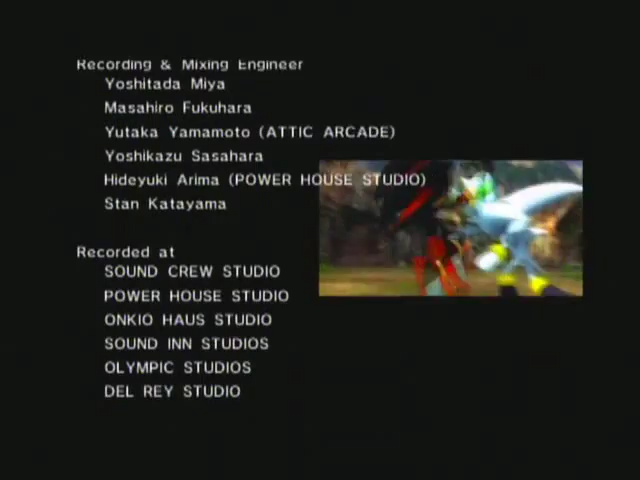 Recording & Mixing Engineer
Yoshitada Miya
Masahiro Fukuhara
Yutaka Yamamoto (ATTIC ARCADE)
Yoshikazu Sasahara
Hideyuki Arima (POWER HOUSE STUDIO)
Stan Katayama
Recorded at
SOUND CREW STUDIO
POWER HOUSE STUDIO
ONKIO HAUS STUDIO
SOUND INN STUDIOS
OLYMPIC STUDIOS
DEL REY STUDIO